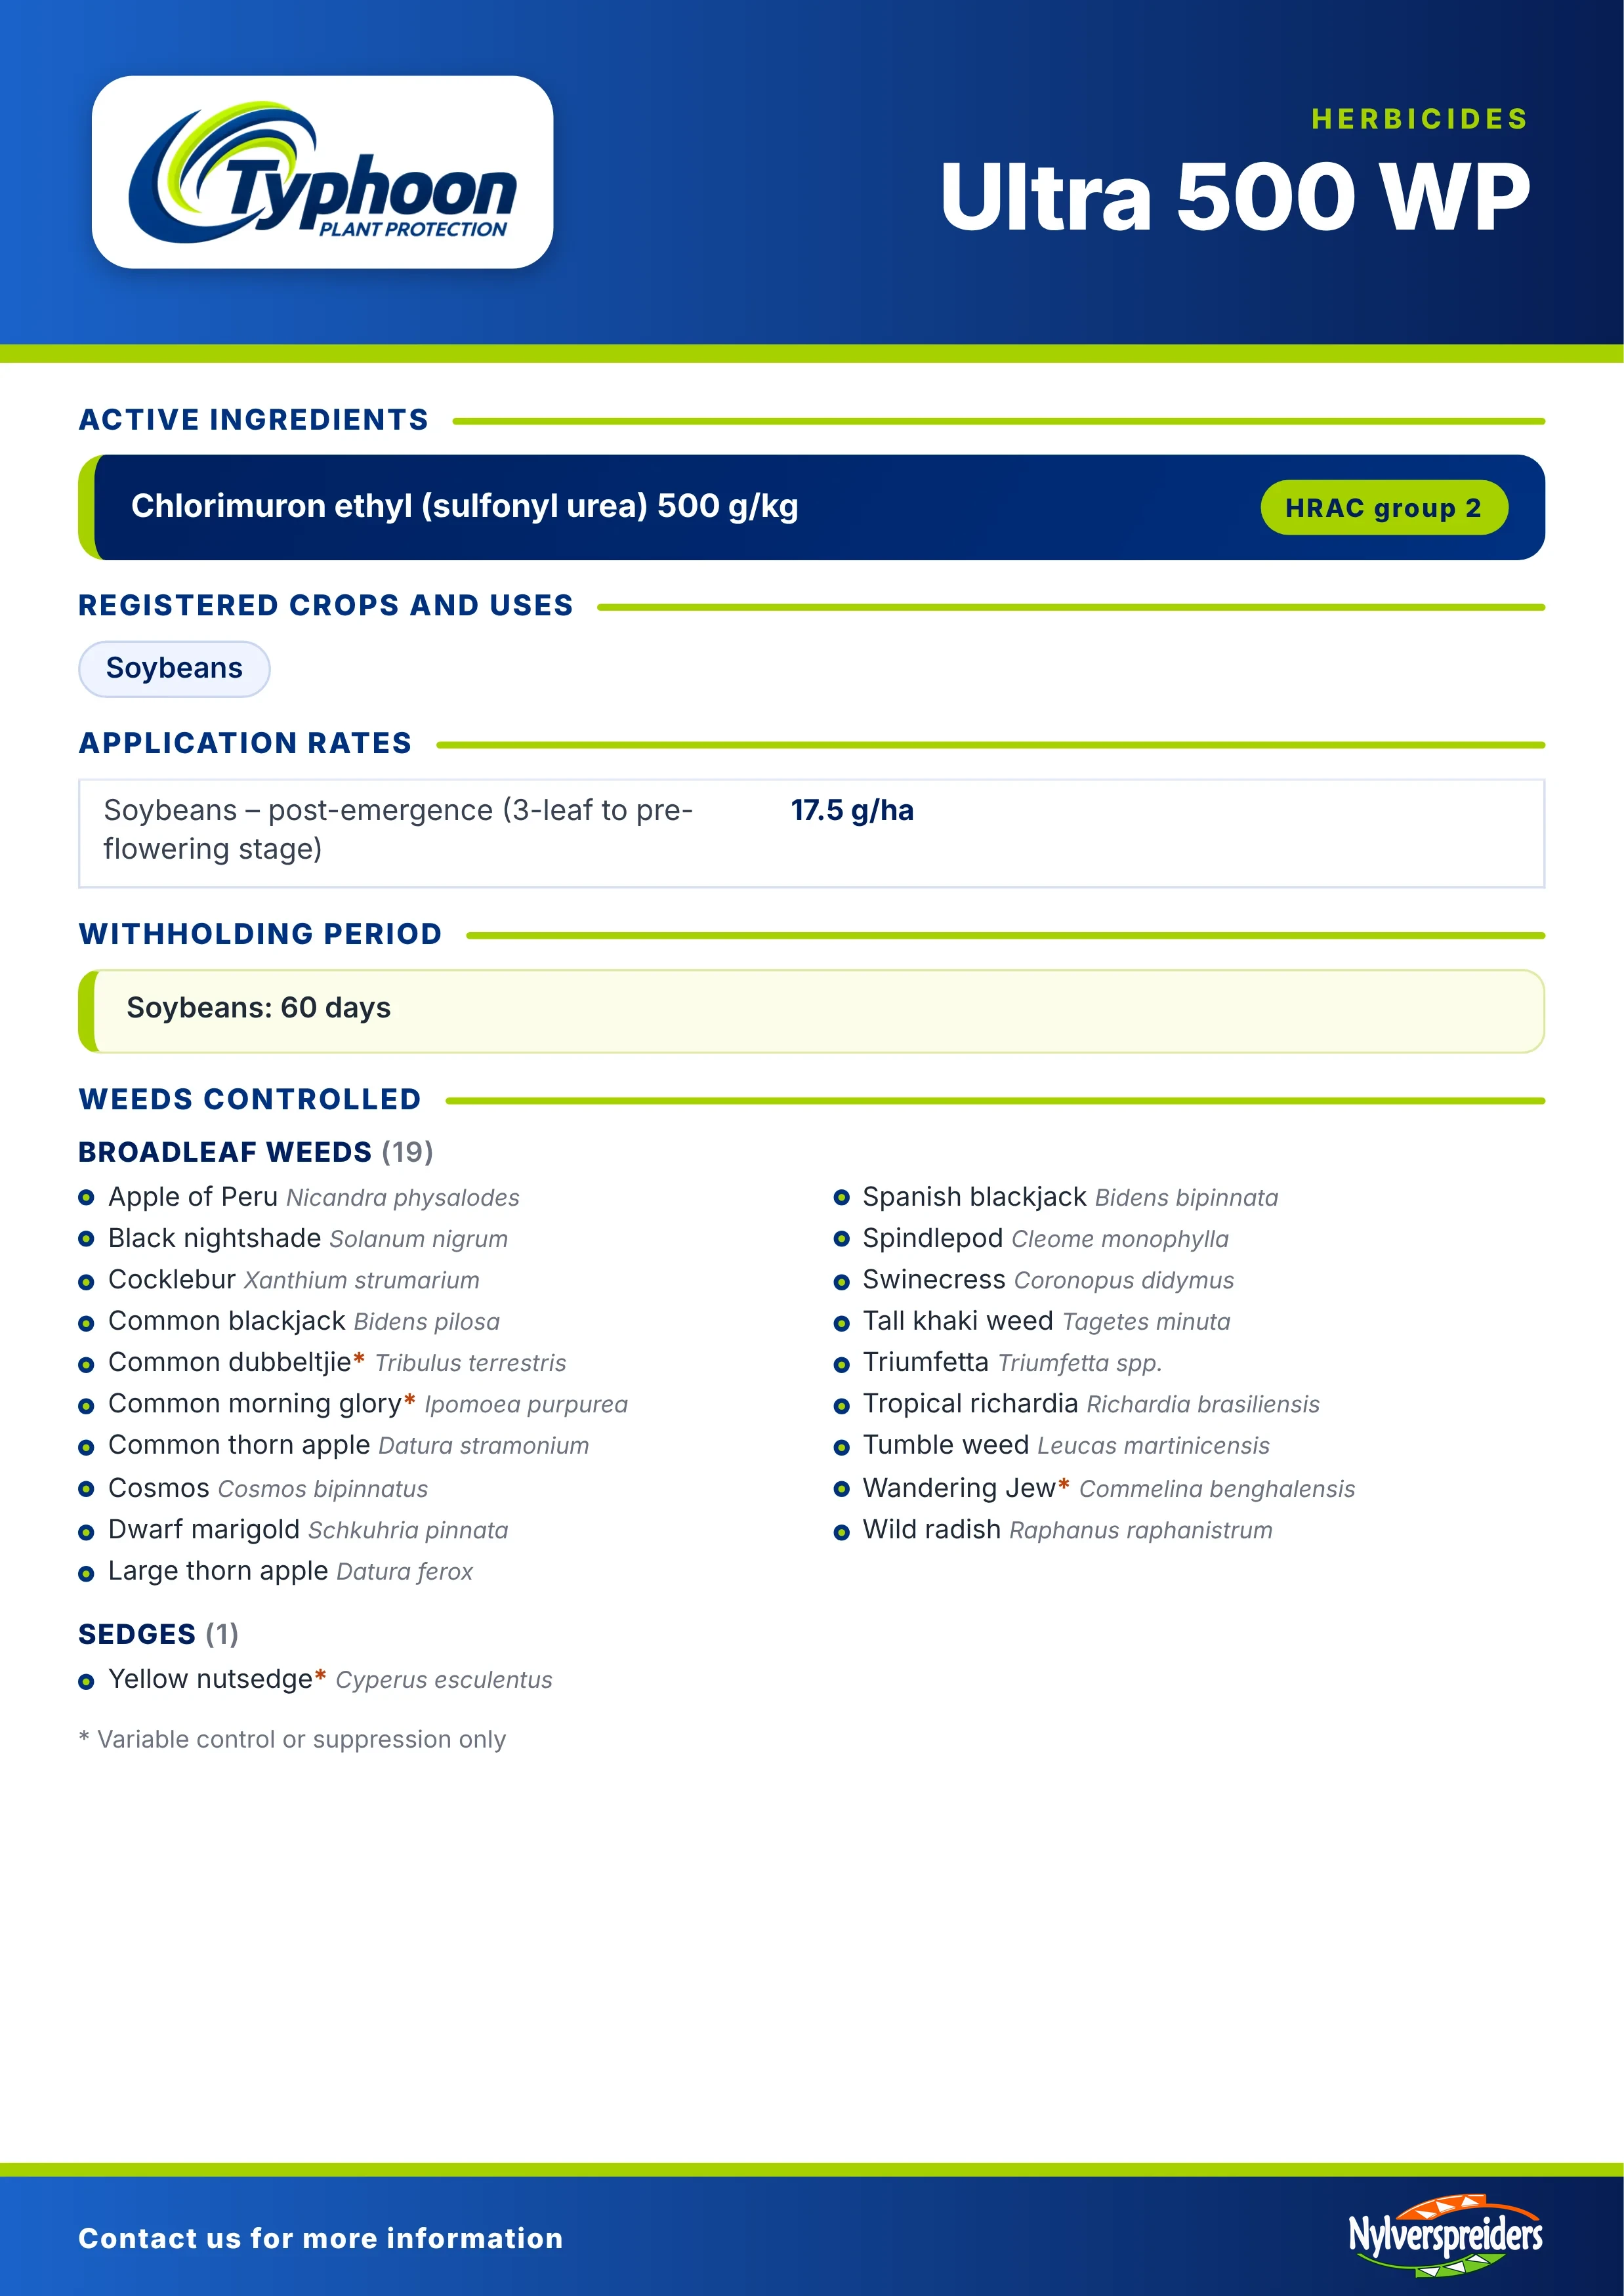 Typhoon
PLANT PROTECTION
HERBICIDES
Ultra 500 WP
ACTIVE INGREDIENTS
Chlorimuron ethyl (sulfonyl urea) 500 g/kg
HRAC group 2
REGISTERED CROPS AND USES
Soybeans
APPLICATION RATES
Soybeans – post-emergence (3-leaf to pre-
flowering stage)
17.5 g/ha
WITHHOLDING PERIOD
Soybeans: 60 days
WEEDS CONTROLLED
BROADLEAF WEEDS (19)
Apple of Peru Nicandra physalodes
Black nightshade Solanum nigrum
Cocklebur Xanthium strumarium
Common blackjack Bidens pilosa
Common dubbeltjie* Tribulus terrestris
Common morning glory* Ipomoea purpurea
Common thorn apple Datura stramonium
Cosmos Cosmos bipinnatus
Dwarf marigold Schkuhria pinnata
Large thorn apple Datura ferox
Spanish blackjack Bidens bipinnata
Spindlepod Cleome monophylla
Swinecress Coronopus didymus
Tall khaki weed Tagetes minuta
Triumfetta Triumfetta spp.
Tropical richardia Richardia brasiliensis
Tumble weed Leucas martinicensis
Wandering Jew* Commelina benghalensis
Wild radish Raphanus raphanistrum
SEDGES (1)
Yellow nutsedge* Cyperus esculentus
* Variable control or suppression only
Contact us for more information
Nylverspreiders